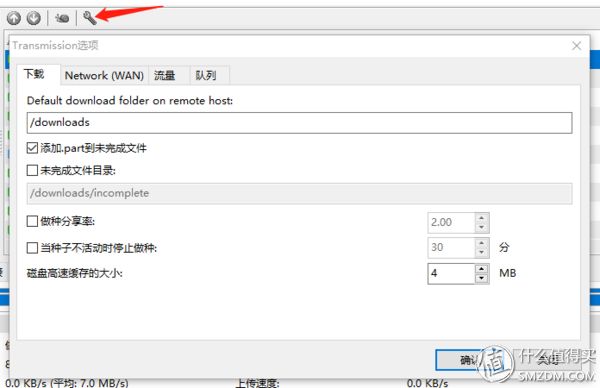 Transmission选项
下载 Network (WAN) 流量 队列
Default download folder on remote host:
/downloads
添加.part到未完成文件
未完成文件目录:
/downloads/incomplete
做种分享率: 2.00
当种子不活动时停止做种: 30 分
磁盘高速缓存的大小: 4 MB
确认 关闭
值 什么值得买
SMZDM.COM
0.0 KB/s (平均: 7.0 MB/s) 上传速度: 0.0 KB/s